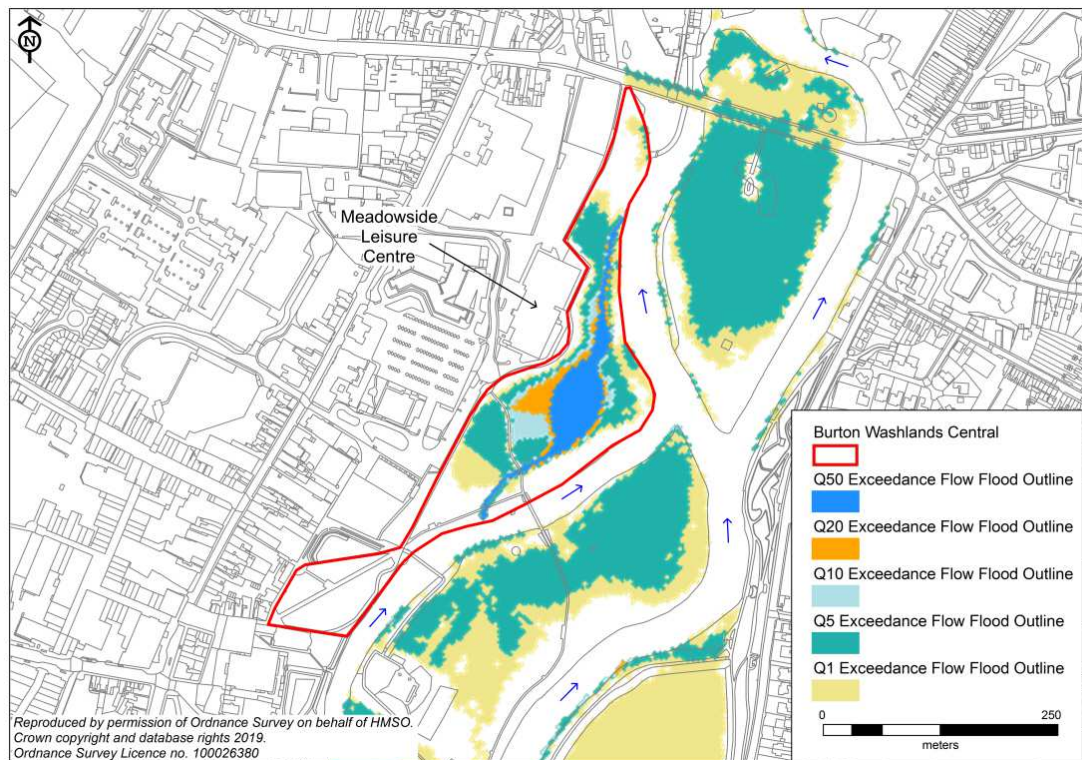 N
Meadowside
Leisure
Centre
Burton Washlands Central
Q50 Exceedance Flow Flood Outline
Q20 Exceedance Flow Flood Outline
Q10 Exceedance Flow Flood Outline
Q5 Exceedance Flow Flood Outline
Q1 Exceedance Flow Flood Outline
0 250
meters
Reproduced by permission of Ordnance Survey on behalf of HMSO.
Crown copyright and database rights 2019.
Ordnance Survey Licence no. 100026380